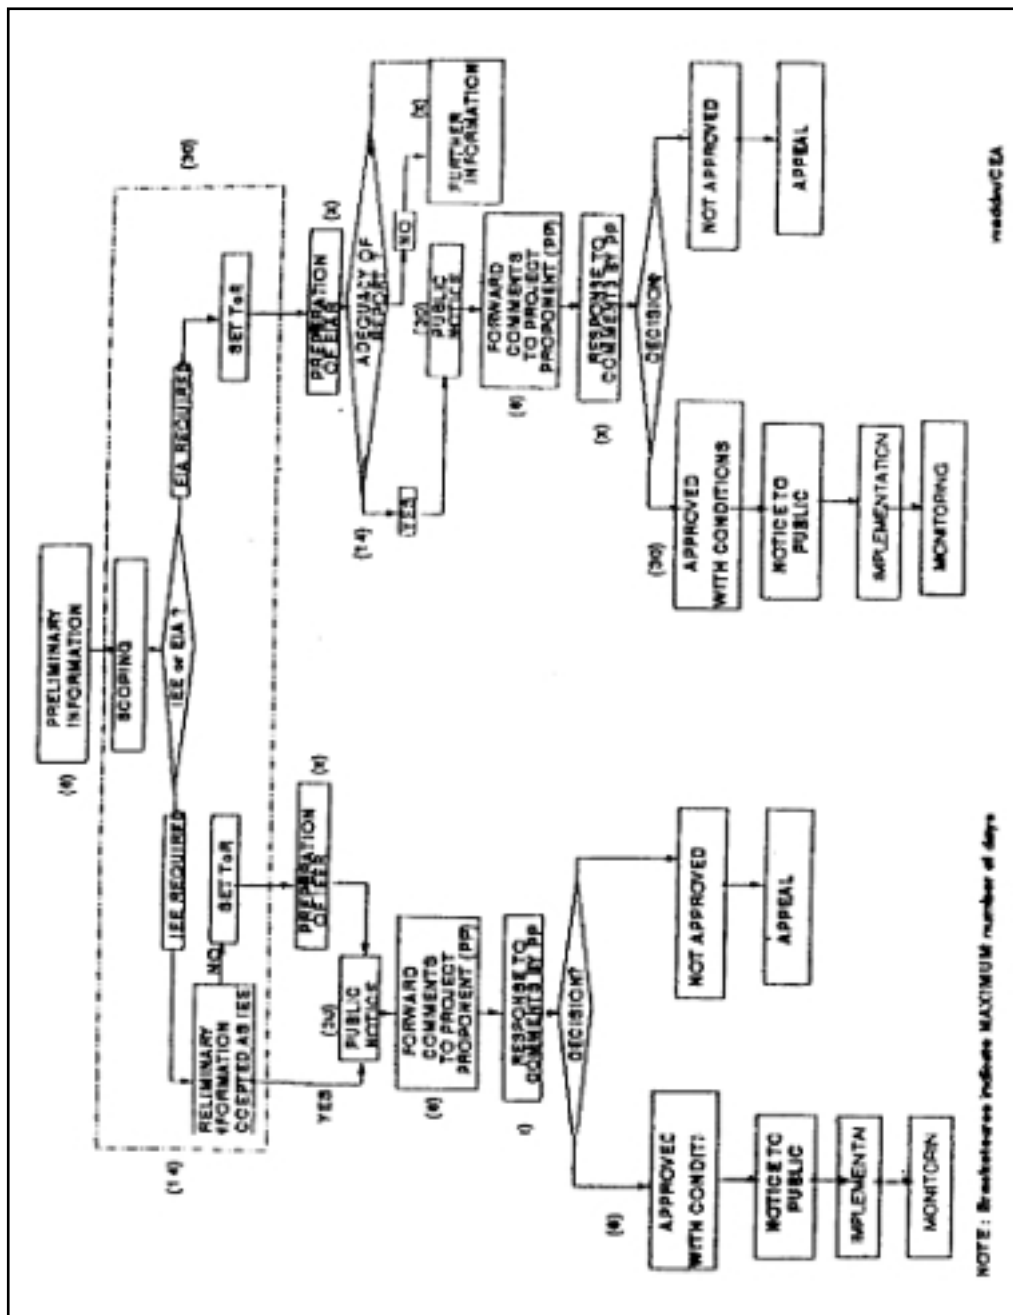 PRELIMINARY
INFORMATION
(6)
SCOPING
IEE or EIA ?
(30)
(14)
IEE REQUIRED
EIA REQUIRED
RELIMINARY
FORMATION
CCEPTED AS IEE
NO
SET ToR
SET ToR
YES
PREPARATION
OF IEER
(x)
PUBLIC
NOTICE
FORWARD
COMMENTS
TO PROJECT
PROPONENT (PP)
(6)
RESPONSE TO
COMMENTS BY PP
DECISION?
(6)
APPROVED
WITH CONDITI
NOTICE TO
PUBLIC
IMPLEMENTAI
MONITORIN
NOT APPROVED
APPEAL
PREPARATION
OF EIAR
(x)
ADEQUACY OF
REPORT ?
(14)
YES
NO
FURTHER
INFORMATION
(x)
(30)
PUBLIC
NOTICE
FORWARD
COMMENTS
TO PROJECT
PROPONENT (PP)
(6)
RESPONSE TO
COMMENTS BY PP
(x)
DECISION?
(30)
APPROVED
WITH CONDITIONS
NOTICE TO
PUBLIC
IMPLEMENTATION
MONITORING
NOT APPROVED
APPEAL
NOTE : indicate MAXIMUM number of days